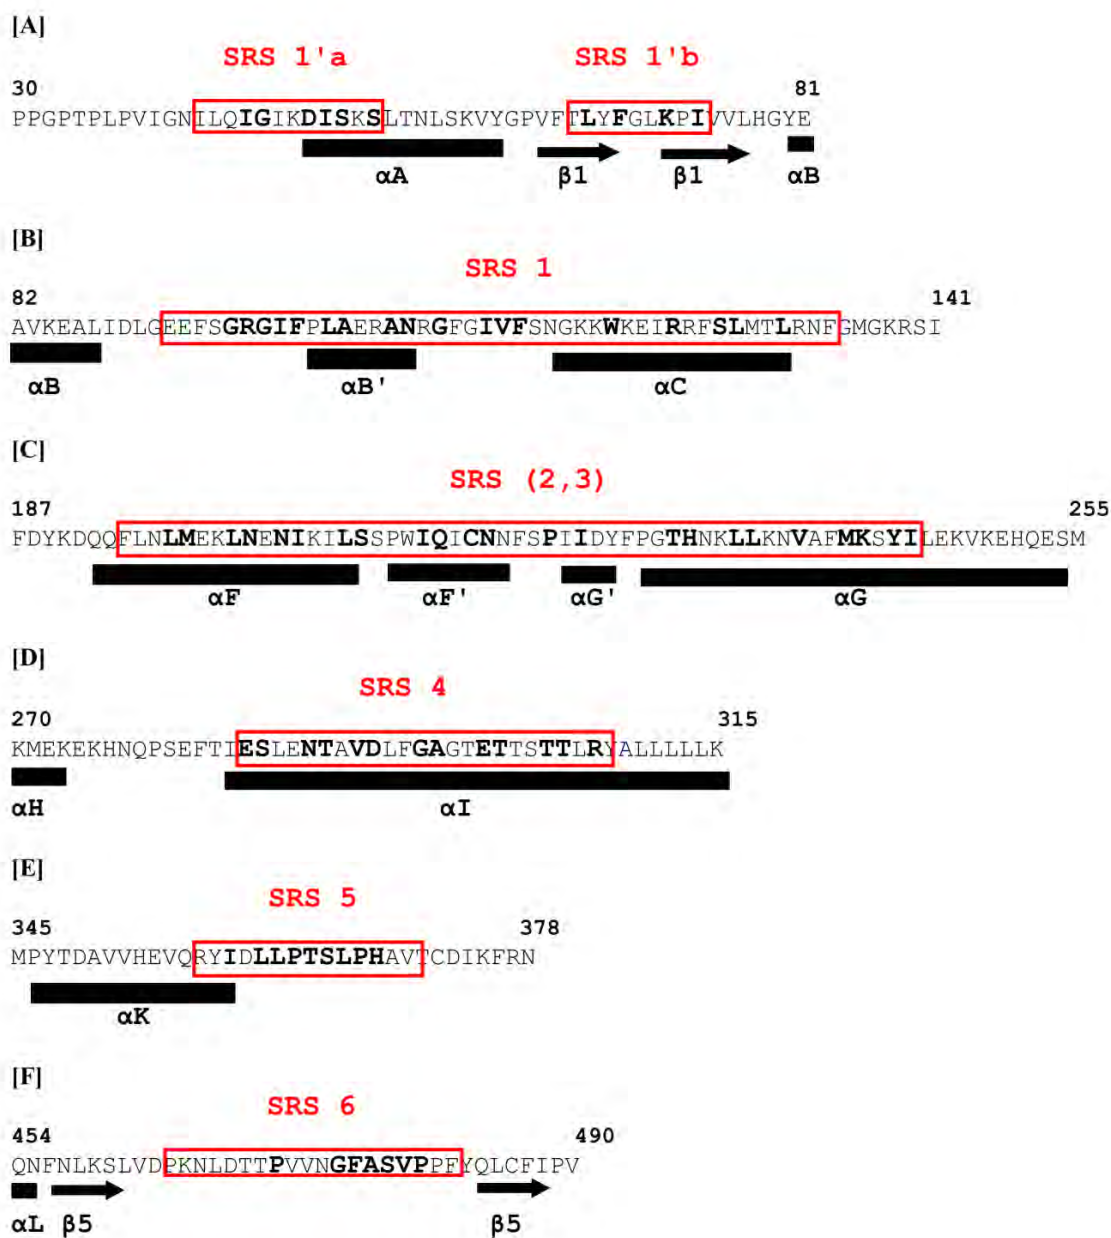 [A]
SRS 1'a SRS 1'b
30 81
PPGPTPLPVIGNILQIGIKDISKSLTNLSKVYGPVFTLYFGLKPIVVLHGYE
αA β1 β1 αB
[B]
SRS 1
82 141
AVKEALIDLGEEFSGRGIFPLAERANRGFGIVFSNGKKWKEIRRFSLMTLRNFGMGKRSI
αB αB' αC
[C]
SRS (2,3)
187 255
FDYKDQQFLNLMEKLNENIKILSSPWIQICNNFSPIIDYFPGTHNKLLKNVAFMKSYILEKVKEHQESM
αF αF' αG' αG
[D]
SRS 4
270 315
KMEKEKHNQPSEFTIESLENTAVDLFGAGTETTSTTLRYALLLLLK
αH αI
[E]
SRS 5
345 378
MPYTDAVVHEVQRYIDLLPTSLPHAVTCDIKFRN
αK
[F]
SRS 6
454 490
QNFNLKSLVDPKNLDTTPVVNGFASVPPFYQLCFIPV
αL β5 β5